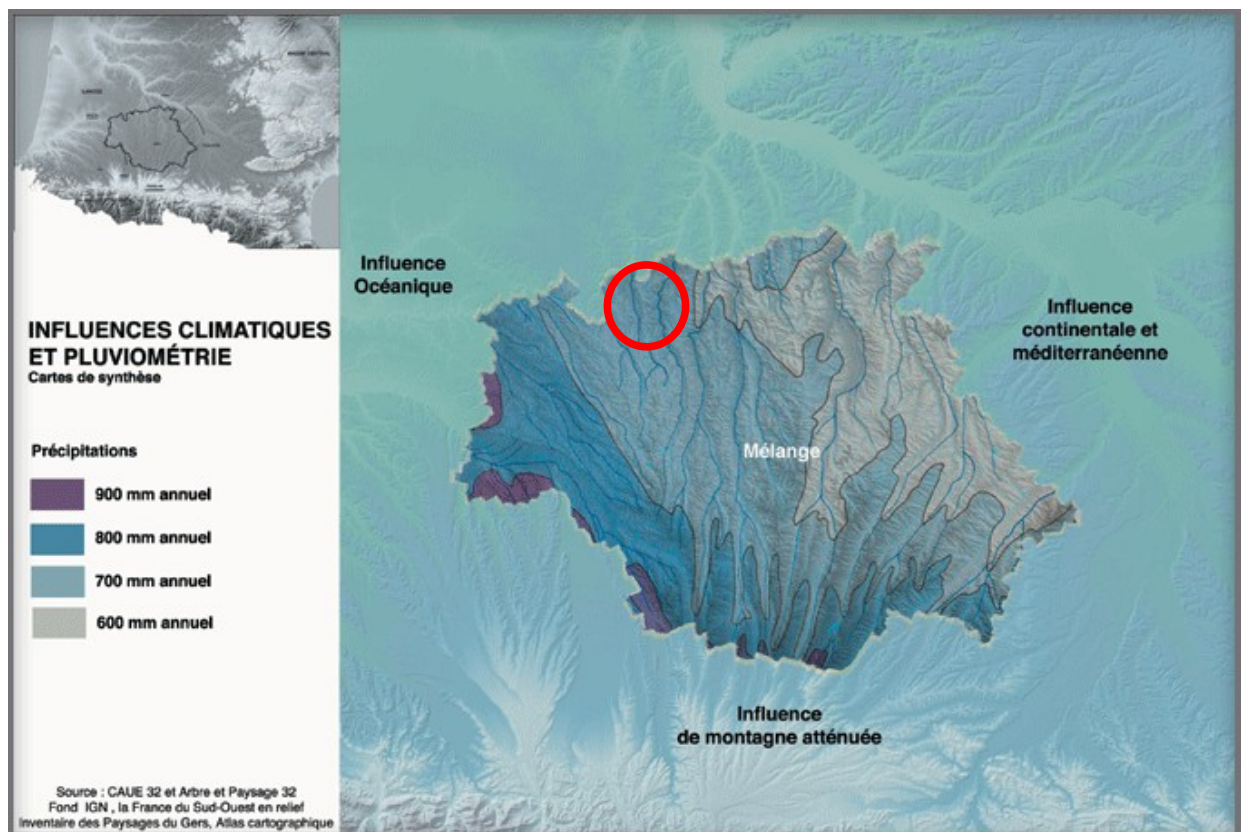 INFLUENCES CLIMATIQUES
ET PLUVIOMÉTRIE
Cartes de synthèse
Précipitations
900 mm annuel
800 mm annuel
700 mm annuel
600 mm annuel
Source : CAUE 32 et Arbre et Paysage 32
Fond IGN , la France du Sud-Ouest en relief
Inventaire des Paysages du Gers, Atlas cartographique
Influence
Océanique
Influence
continentale et
méditerranéenne
Mélange
Influence
de montagne atténuée